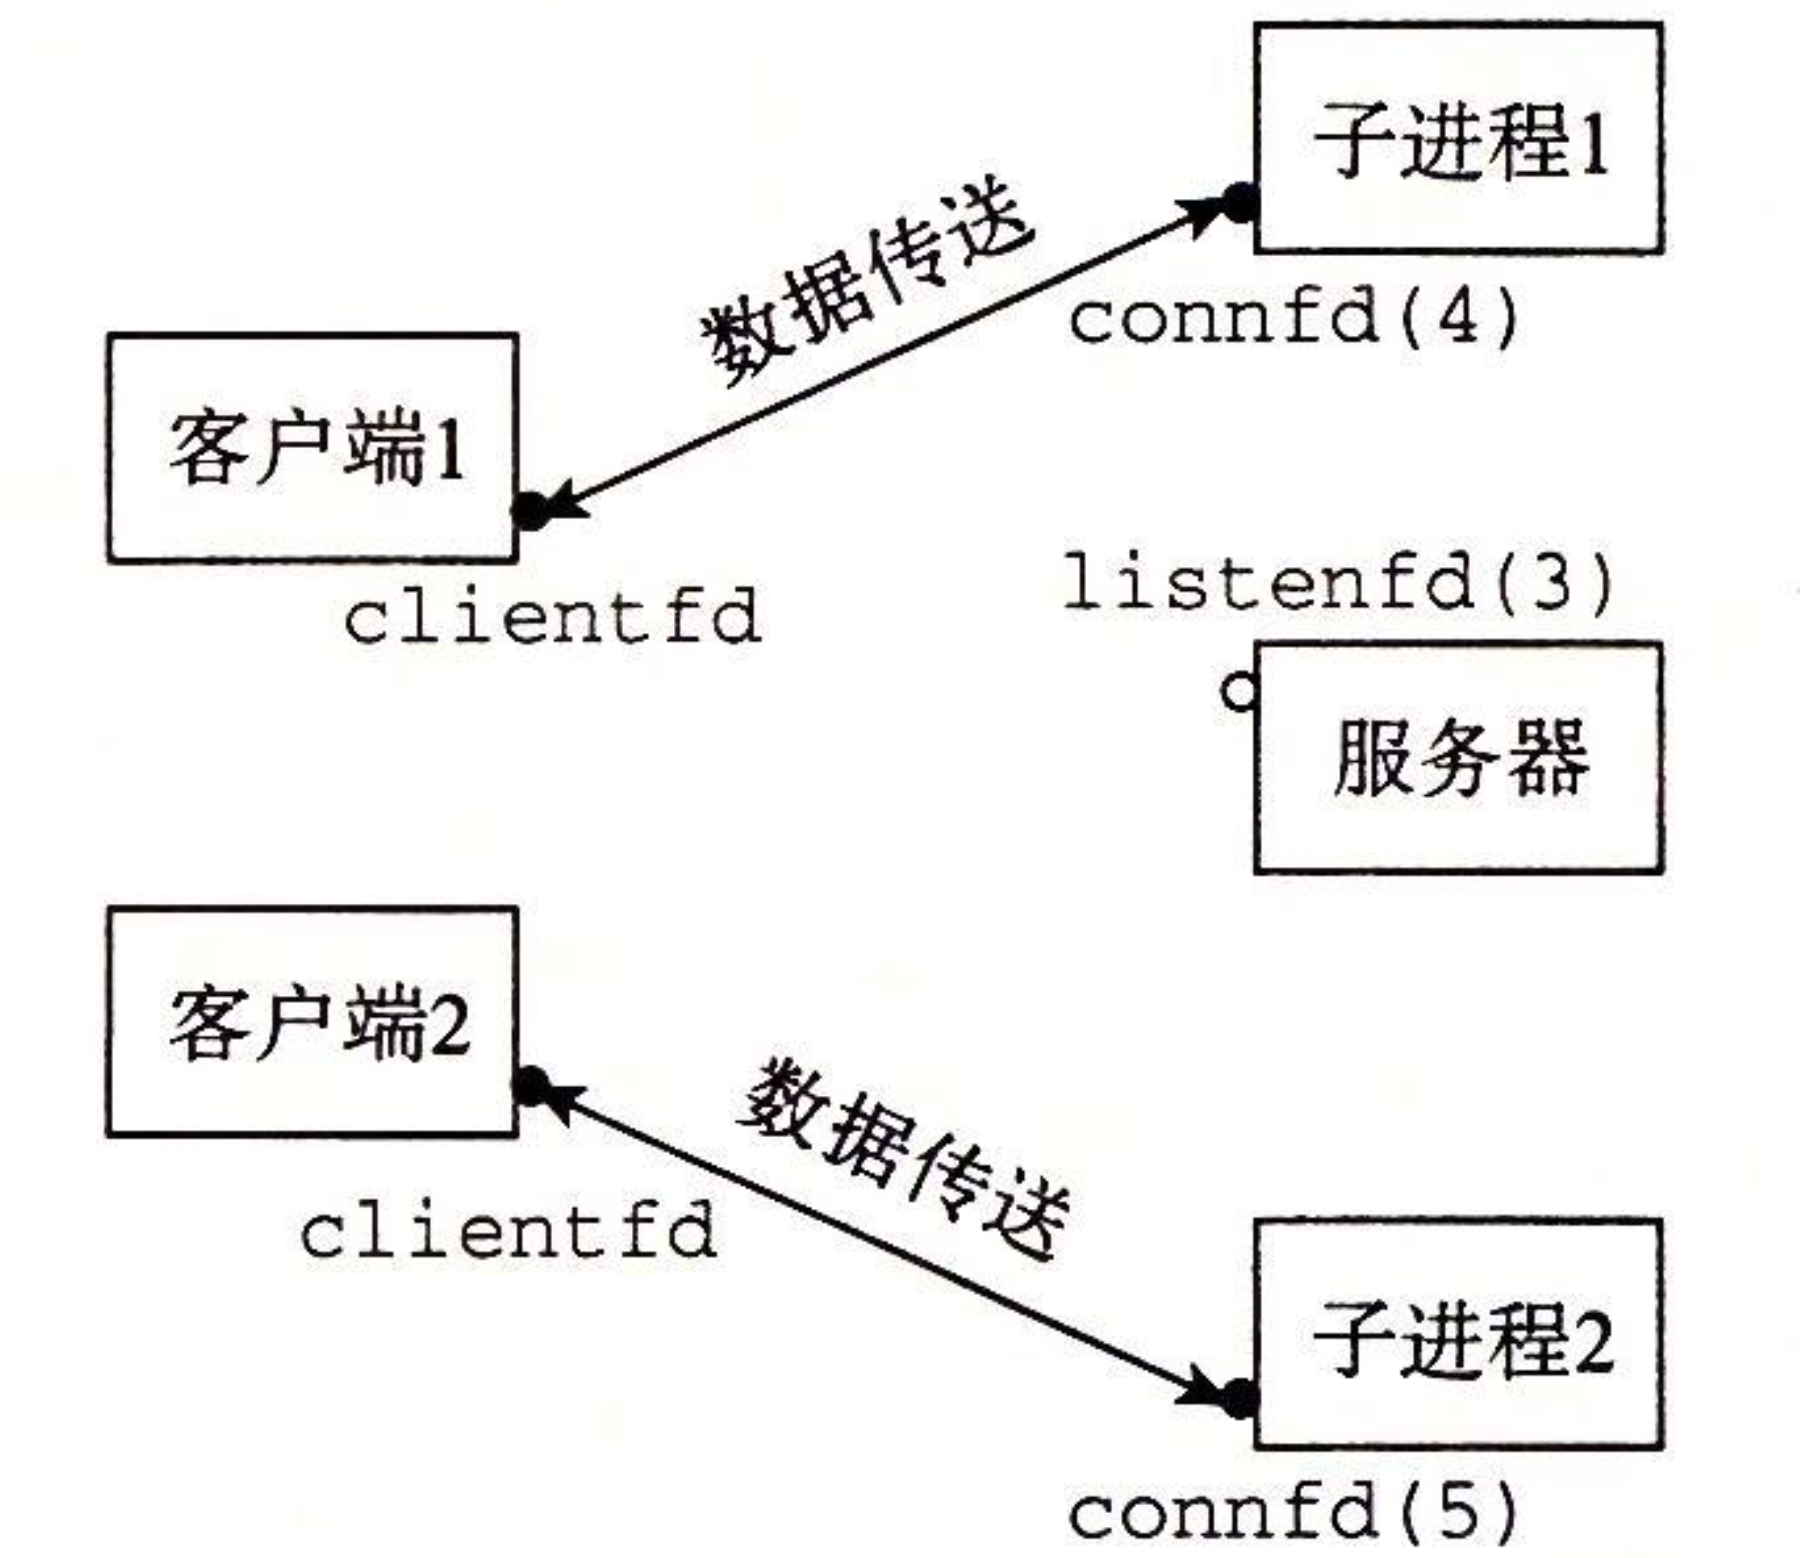 子进程1
数据传送
connfd(4)
客户端1
clientfd
listenfd(3)
服务器
客户端2
数据传送
clientfd
子进程2
connfd(5)